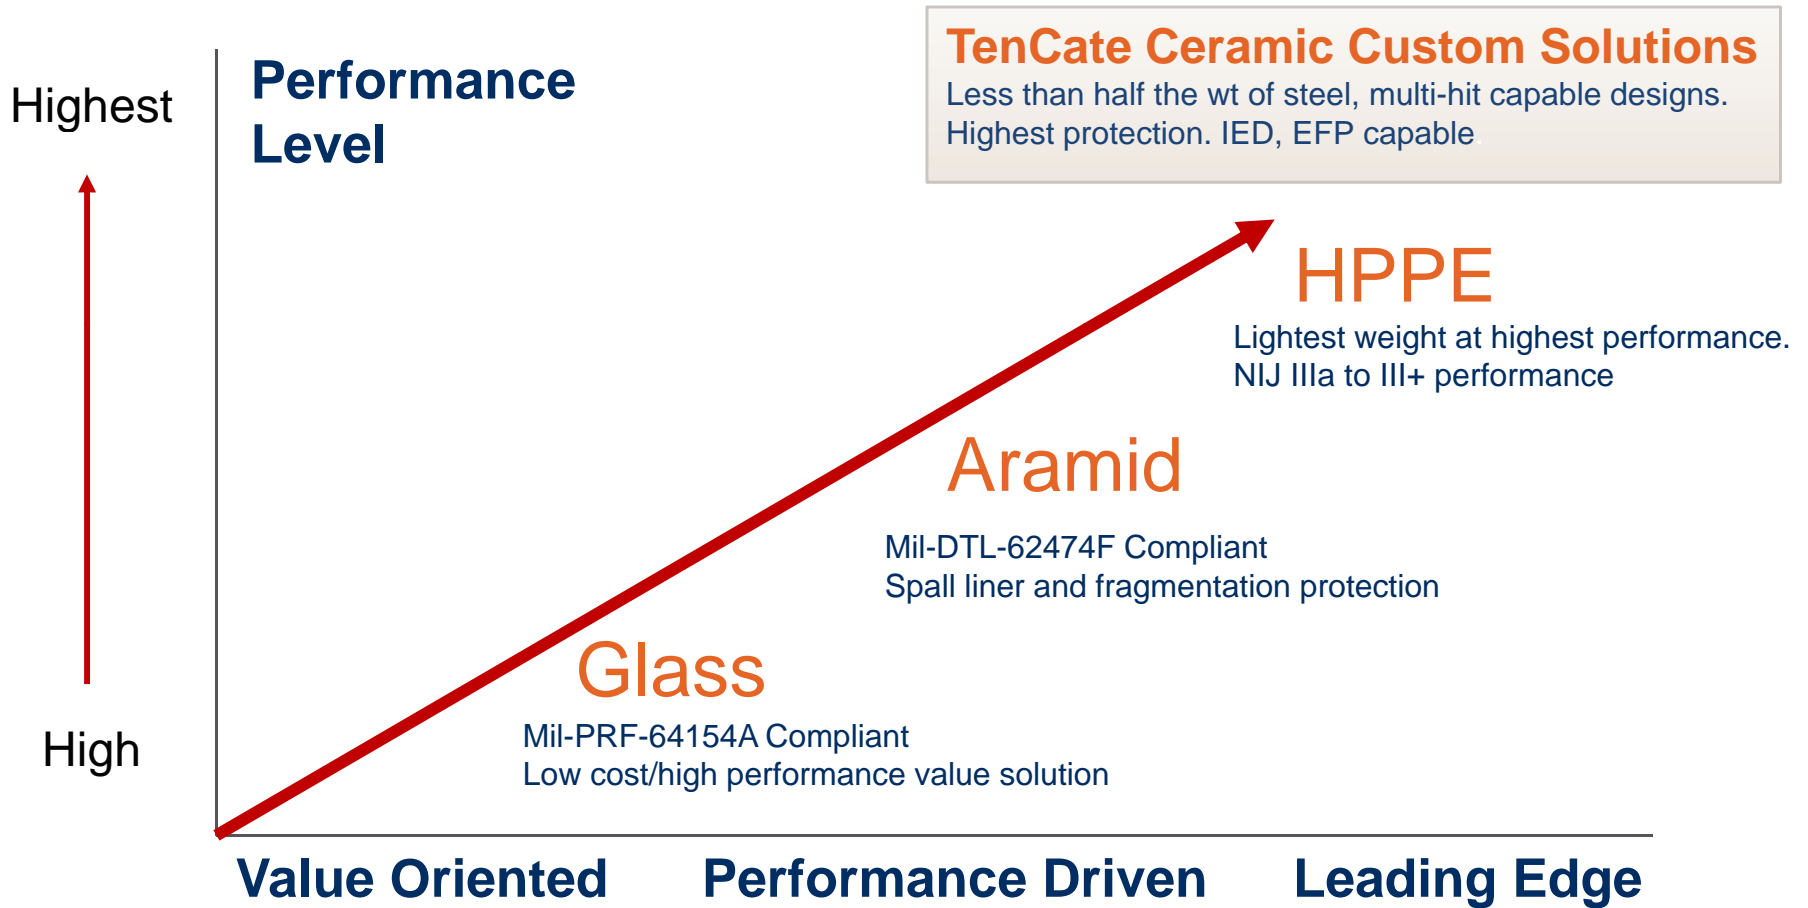 TenCate Ceramic Custom Solutions
Less than half the wt of steel, multi-hit capable designs.
Highest protection. IED, EFP capable.
Performance
Level
Highest
HPPE
Lightest weight at highest performance.
NIJ IIIa to III+ performance
Aramid
Mil-DTL-62474F Compliant
Spall liner and fragmentation protection
Glass
Mil-PRF-64154A Compliant
Low cost/high performance value solution
High
Value Oriented
Performance Driven
Leading Edge